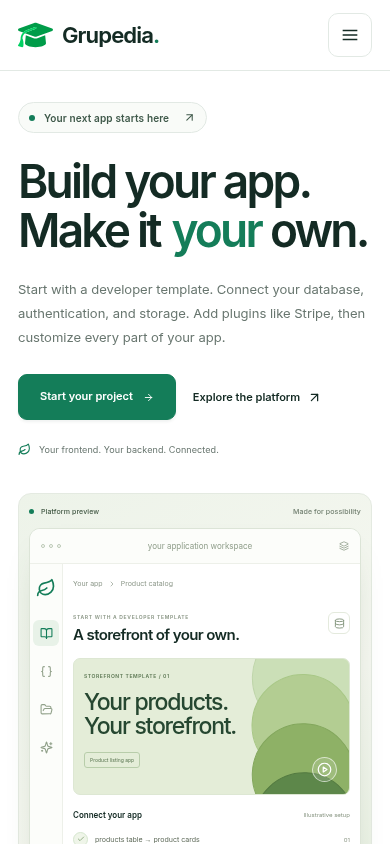 Grupedia.
Your next app starts here
Build your app.
Make it your own.
Start with a developer template. Connect your database,
authentication, and storage. Add plugins like Stripe, then
customize every part of your app.
Start your project
Explore the platform
Your frontend. Your backend. Connected.
Platform preview
Made for possibility
your application workspace
Your app > Product catalog
START WITH A DEVELOPER TEMPLATE
A storefront of your own.
STOREFRONT TEMPLATE / 01
Your products.
Your storefront.
Product listing app
Connect your app
Illustrative setup
products table → product cards
01